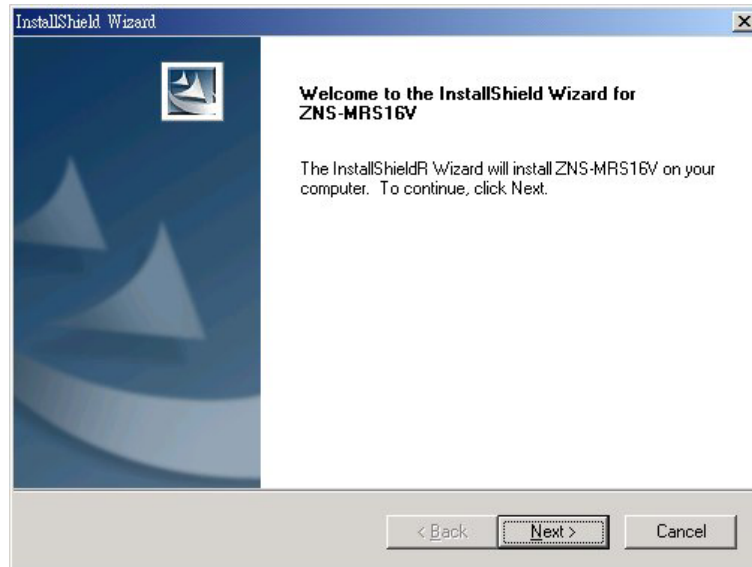 InstallShield Wizard
Welcome to the InstallShield Wizard for
ZNS-MRS16V
The InstallShieldR Wizard will install ZNS-MRS16V on your
computer. To continue, click Next.
< Back
Next >
Cancel